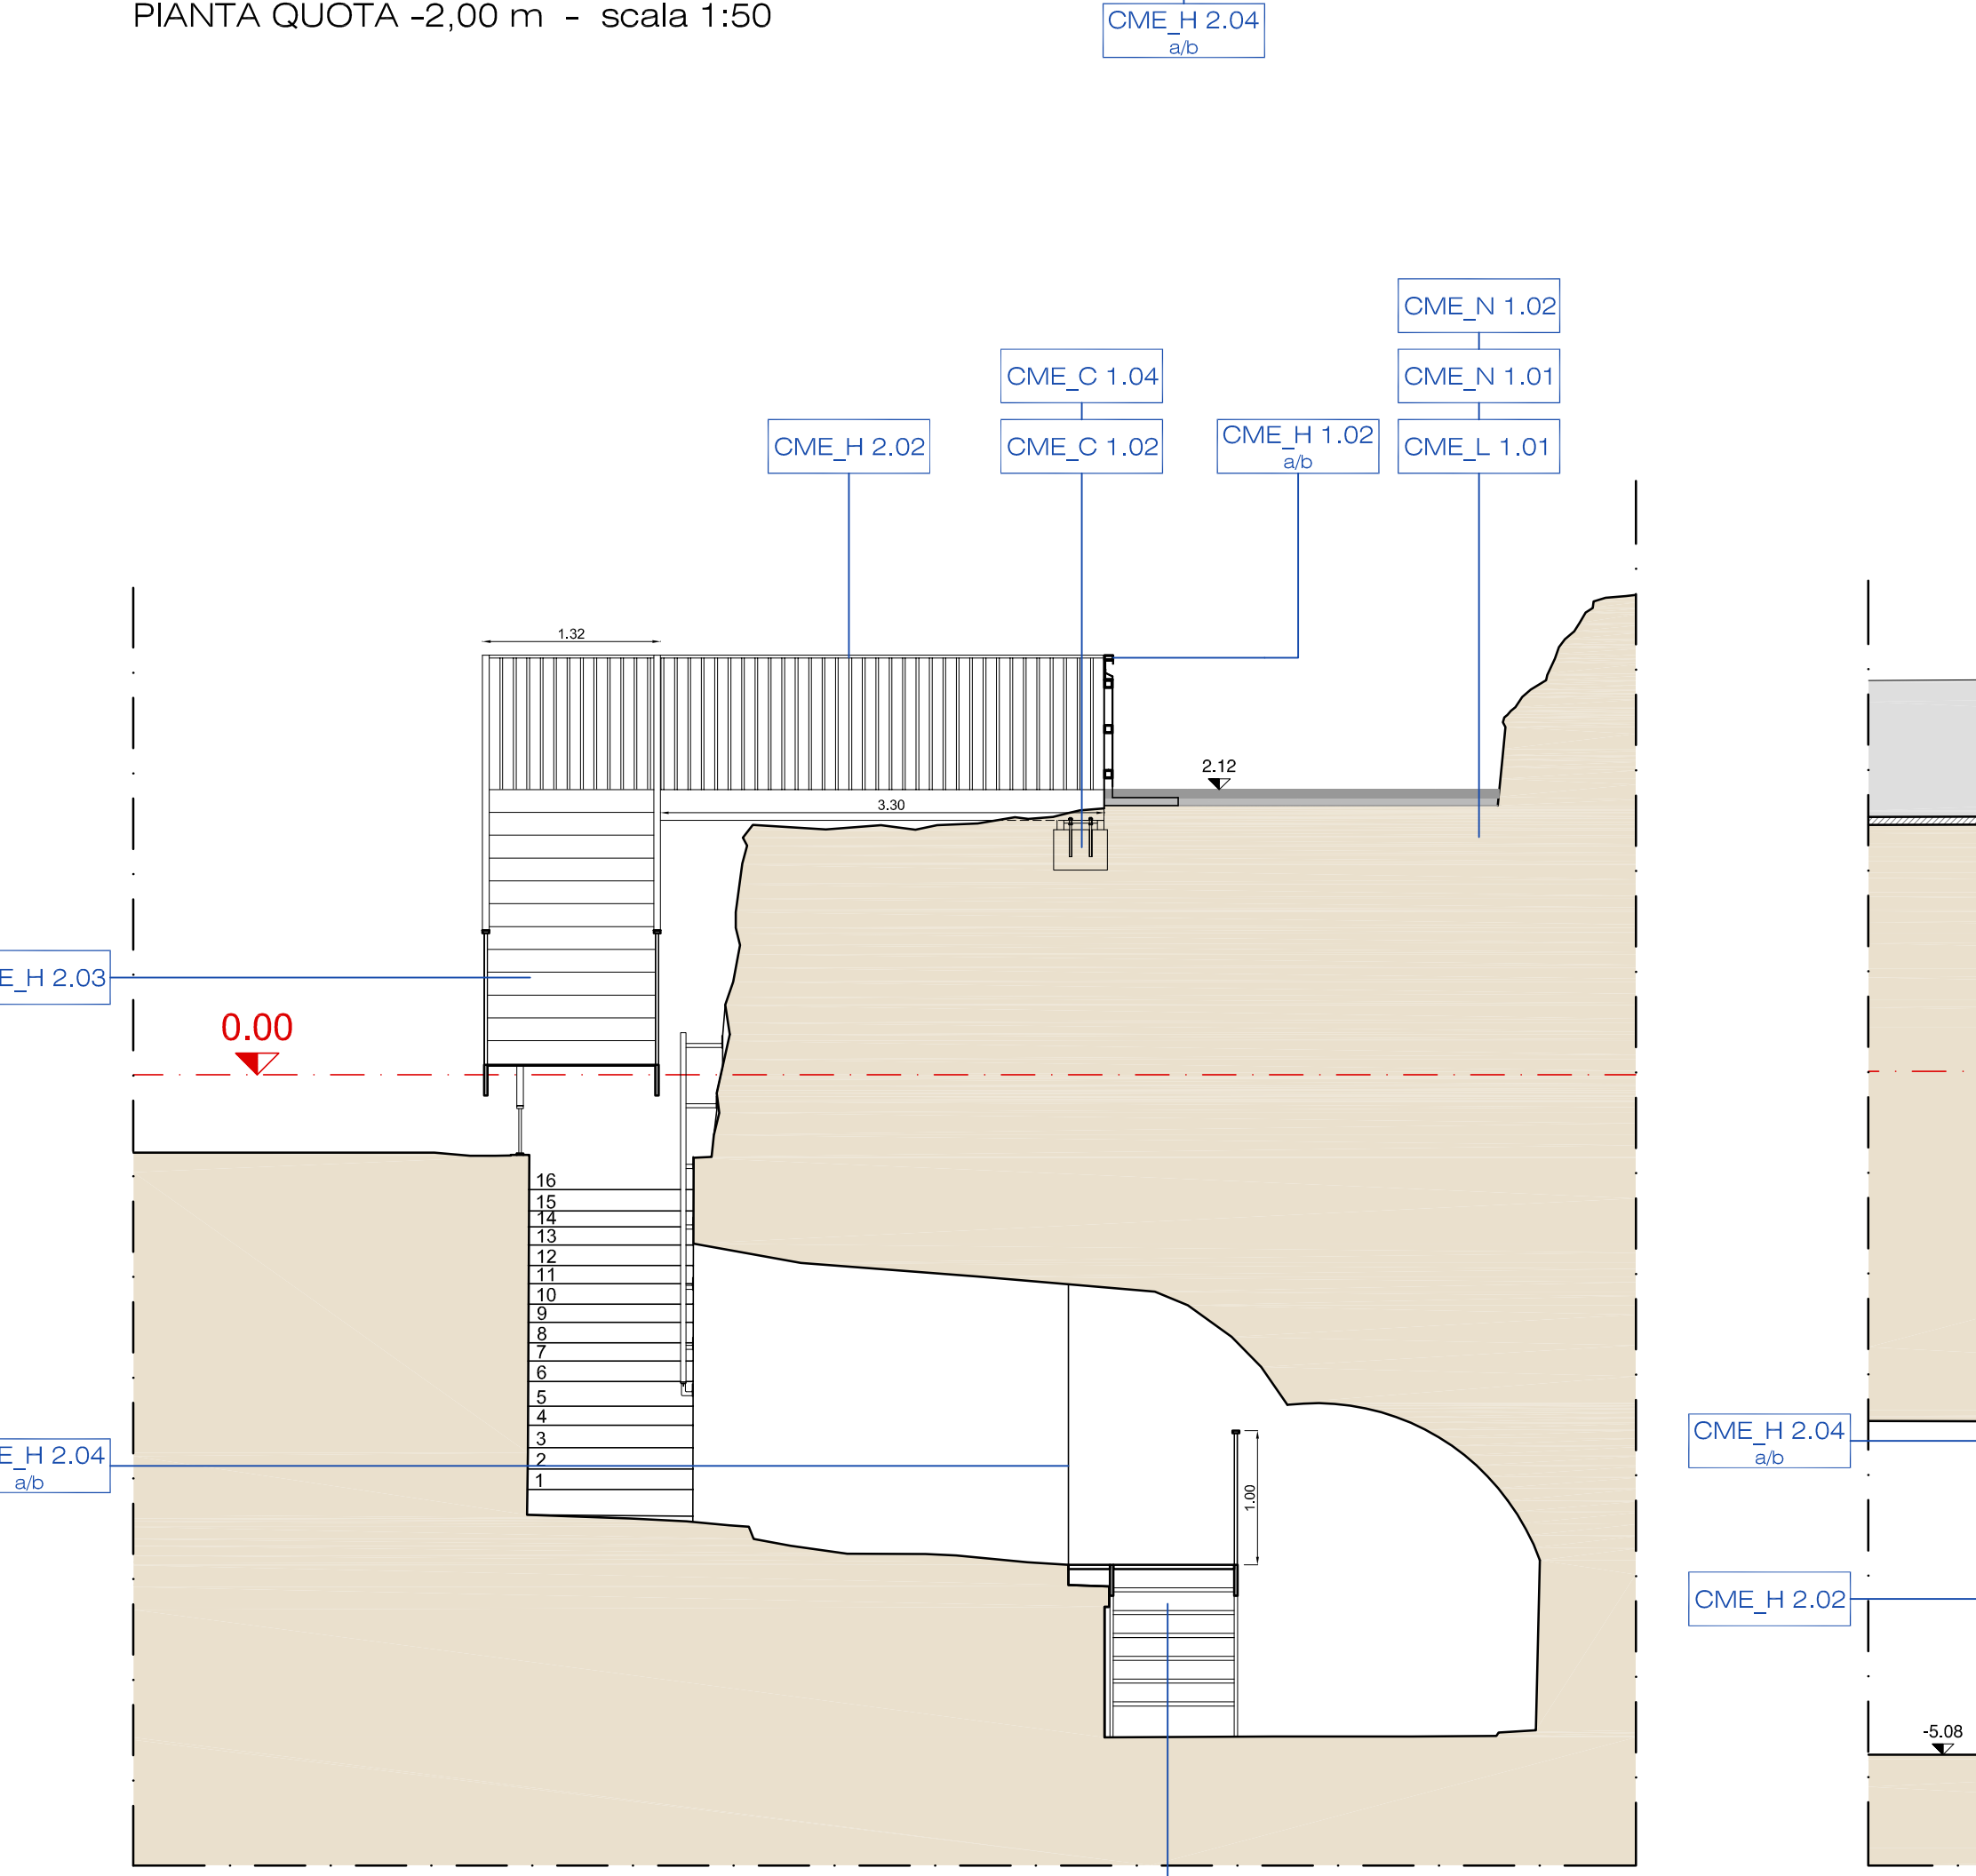 PIANTA QUOTA -2,00 m - scala 1:50
CME_H 2.04
a/b
CME_N 1.02
CME_C 1.04
CME_N 1.01
CME_H 2.02
CME_C 1.02
CME_H 1.02
a/b
CME_L 1.01
1.32
2.12
3.30
E_H 2.03
0.00
16
15
14
13
12
11
10
9
8
7
6
5
4
3
2
1
E_H 2.04
a/b
1.00
CME_H 2.04
a/b
CME_H 2.02
-5.08